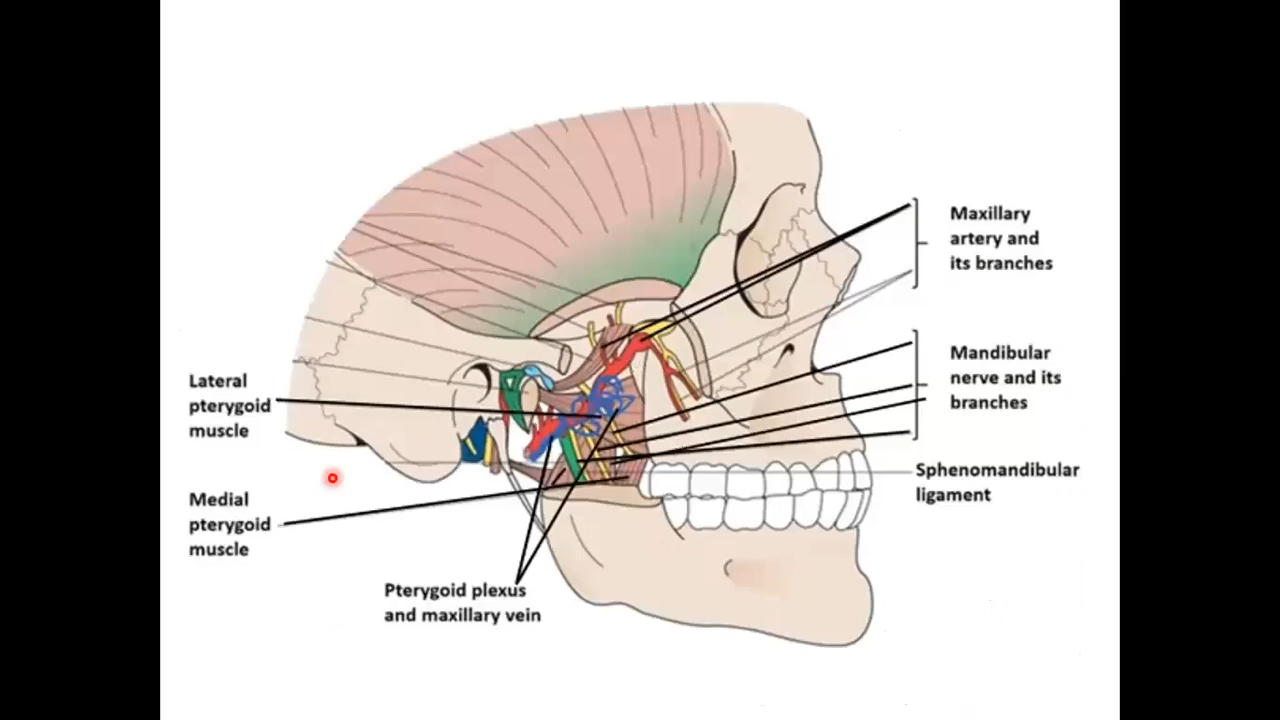 Maxillary
artery and
its branches
Mandibular
nerve and its
branches
Lateral
pterygoid
muscle
Sphenomandibular
ligament
Medial
pterygoid
muscle
Pterygoid plexus
and maxillary vein